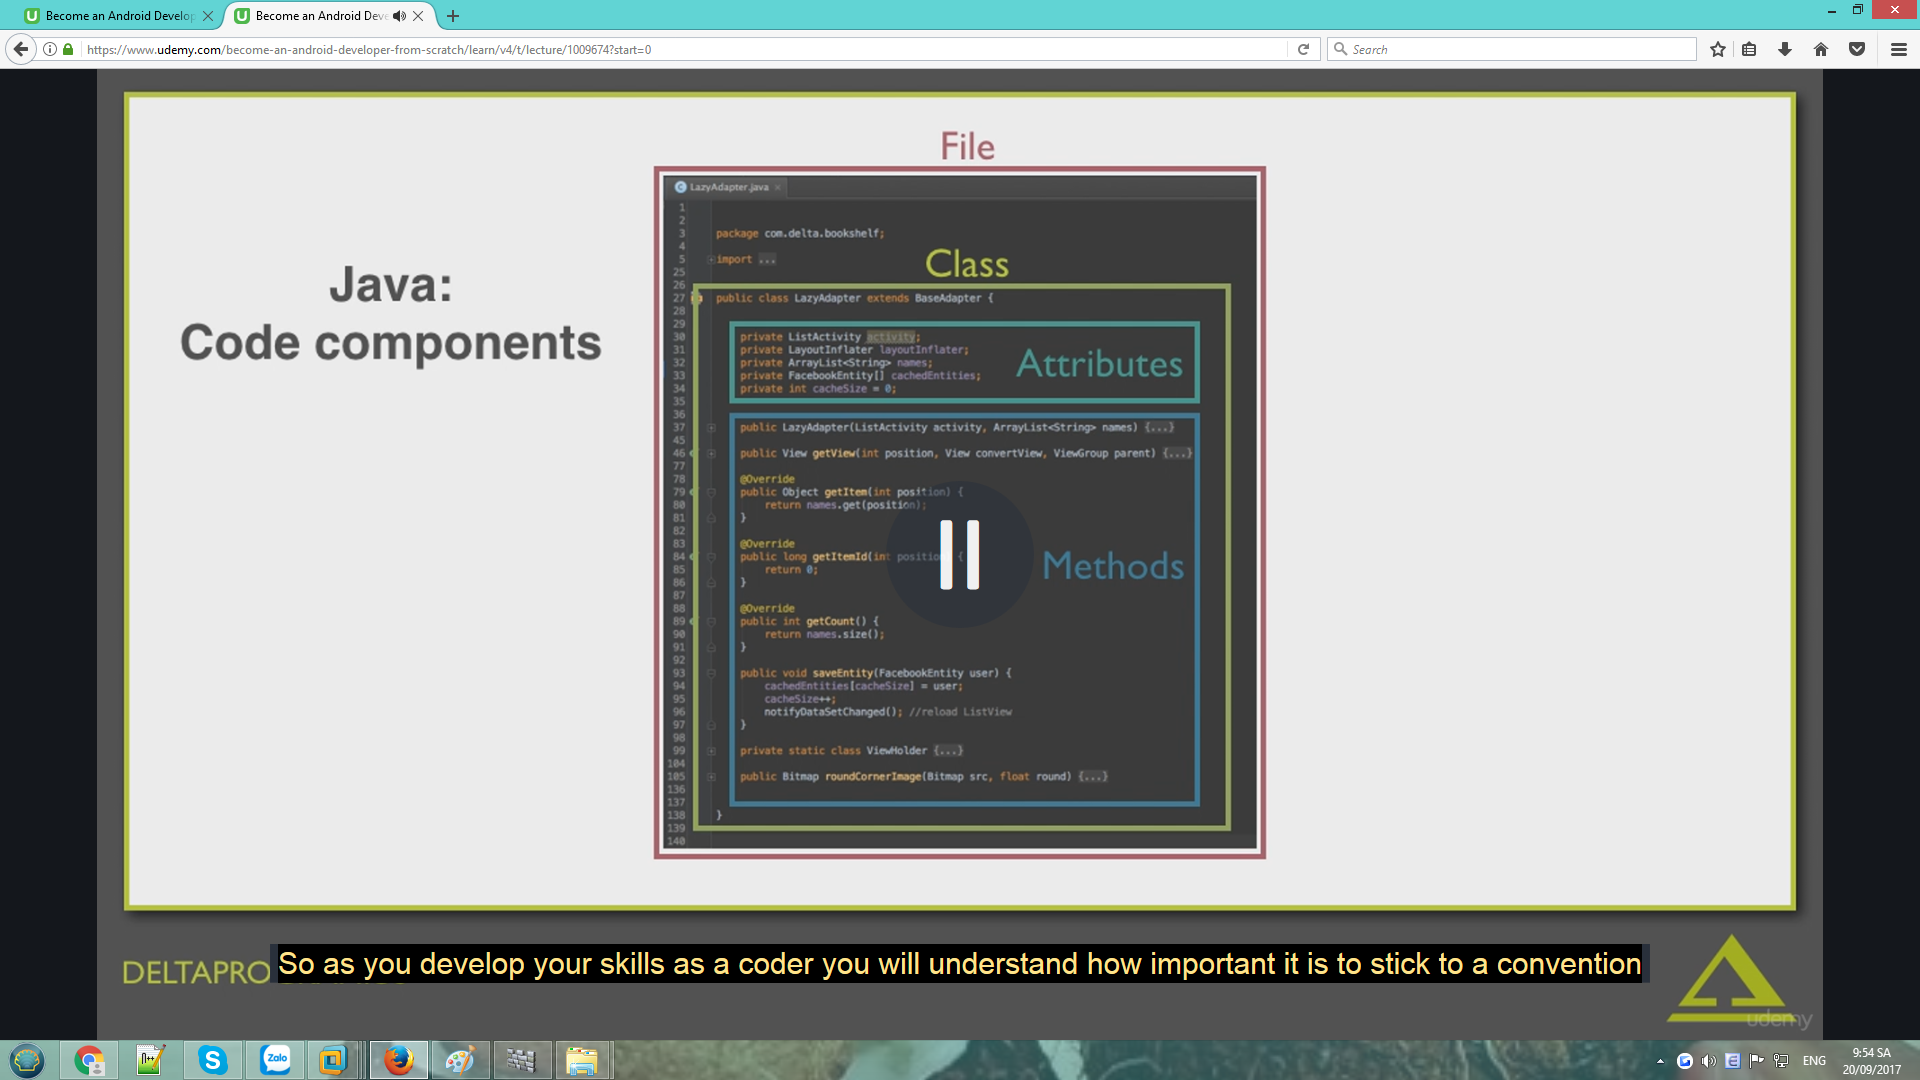 Become an Android Develop
Become an Android Deve
https://www.udemy.com/become-an-android-developer-from-scratch/learn/v4/t/lecture/1009674?start=0
Search
File
LazyAdapter.java
1
2
3 package com.delta.bookshelf;
4
5 import ...
25
Class
26
27 public class LazyAdapter extends BaseAdapter {
28
29
30 private ListActivity activity;
31 private LayoutInflater layoutInflater;
32 private ArrayList<String> names;
33 private FacebookEntity[] cachedEntities;
34 private int cacheSize = 0;
Attributes
35
36
37 public LazyAdapter(ListActivity activity, ArrayList<String> names) {...}
45
46 public View getView(int position, View convertView, ViewGroup parent) {...}
77
78 @Override
79 public Object getItem(int position) {
80 return names.get(position);
81 }
82
83 @Override
84 public long getItemId(int position) {
85 return 0;
86 }
Methods
87
88 @Override
89 public int getCount() {
90 return names.size();
91 }
92
93 public void saveEntity(FacebookEntity user) {
94 cachedEntities[cacheSize] = user;
95 cacheSize++;
96 notifyDataSetChanged(); //reload ListView
97 }
98
99 private static class ViewHolder {...}
104
105 public Bitmap roundCornerImage(Bitmap src, float round) {...}
136
137
138 }
139
140
Java:
Code components
DELTAPRO
So as you develop your skills as a coder you will understand how important it is to stick to a convention
udemy
Zalo
ENG
9:54 SA
20/09/2017